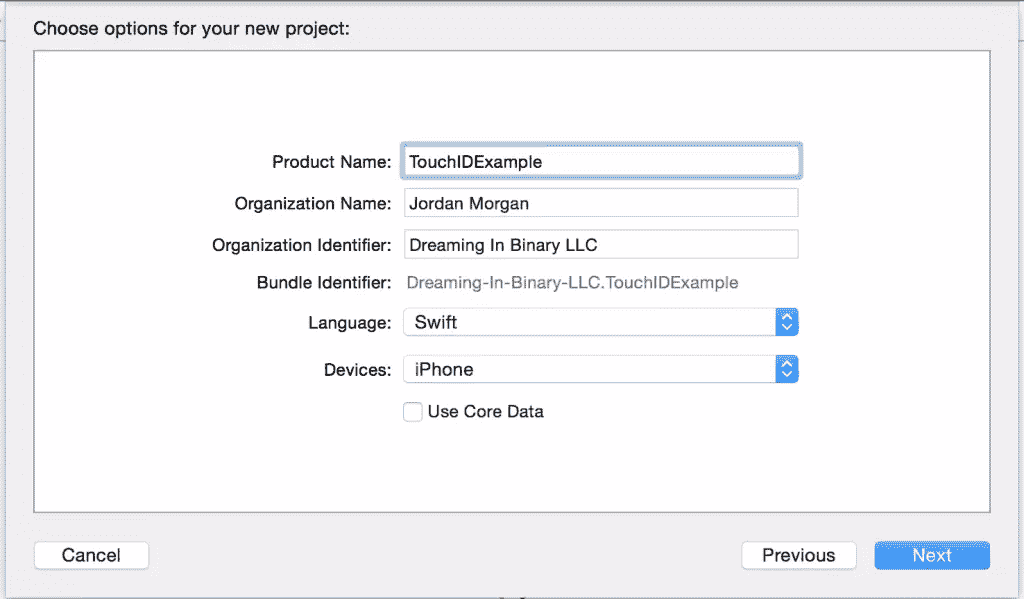 Choose options for your new project:
Product Name: TouchIDExample
Organization Name: Jordan Morgan
Organization Identifier: Dreaming In Binary LLC
Bundle Identifier: Dreaming-In-Binary-LLC.TouchIDExample
Language: Swift
Devices: iPhone
Use Core Data
Cancel Previous Next